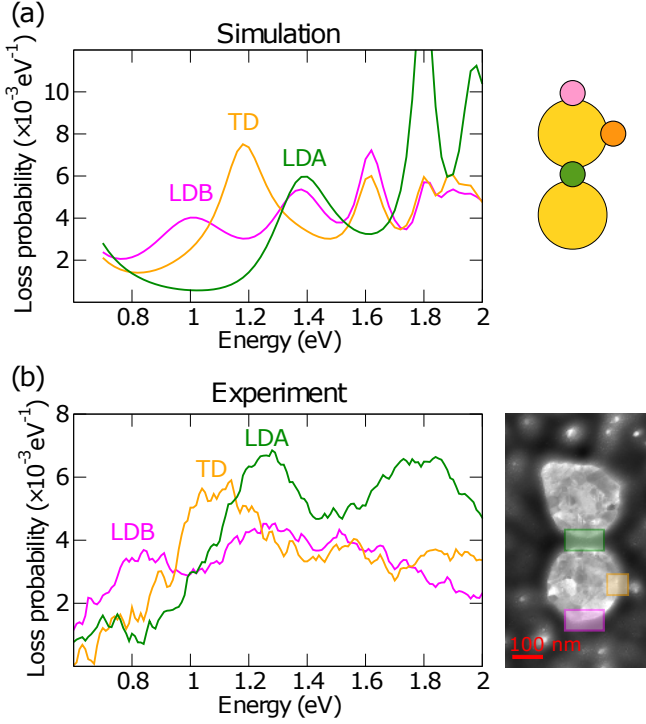 (a)
Simulation
Loss probability (×10⁻³eV⁻¹)
10
8
6
4
2
LDB
TD
LDA
0.8 1 1.2 1.4 1.6 1.8 2
Energy (eV)
(b)
Experiment
Loss probability (×10⁻³eV⁻¹)
8
6
4
2
LDB
TD
LDA
0.8 1 1.2 1.4 1.6 1.8 2
Energy (eV)
100 nm